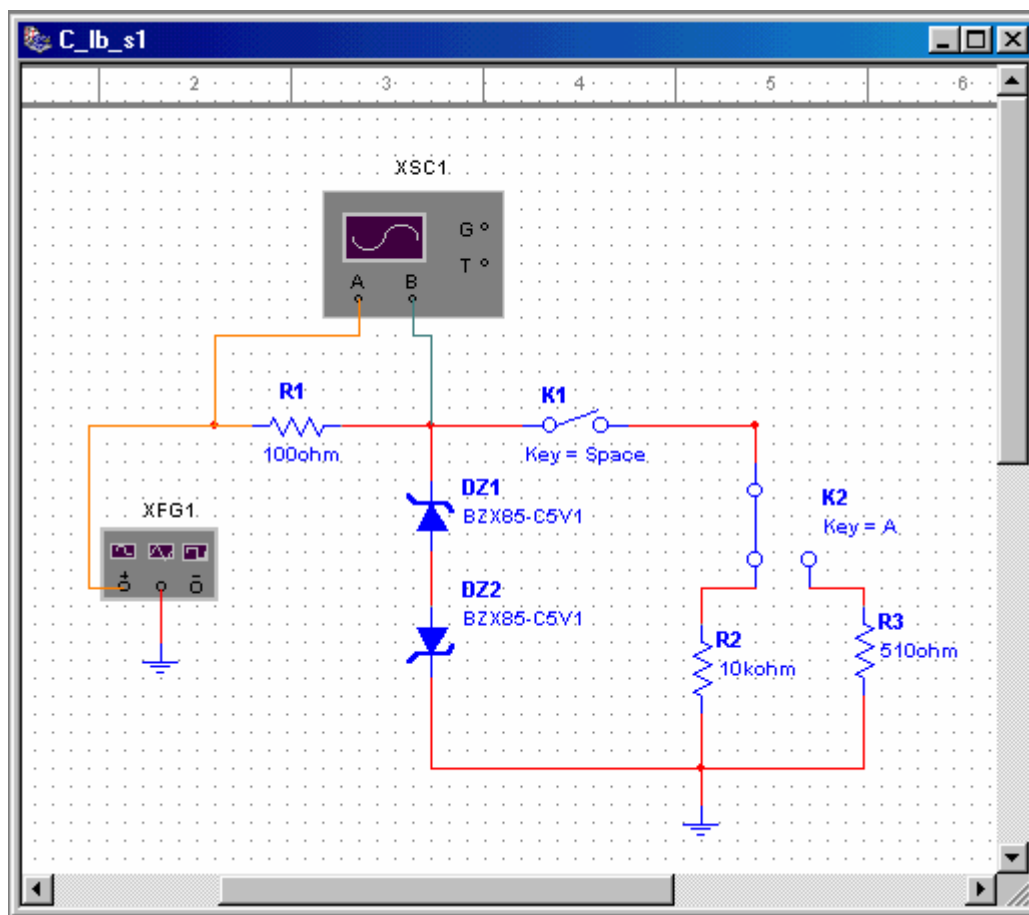 C_lb_s1
2 3 4 5 6
XSC1
G
T
A B
R1
100ohm
K1
Key = Space
XFG1
+ -
DZ1
BZX85-C5V1
DZ2
BZX85-C5V1
K2
Key = A
R2
10kohm
R3
510ohm